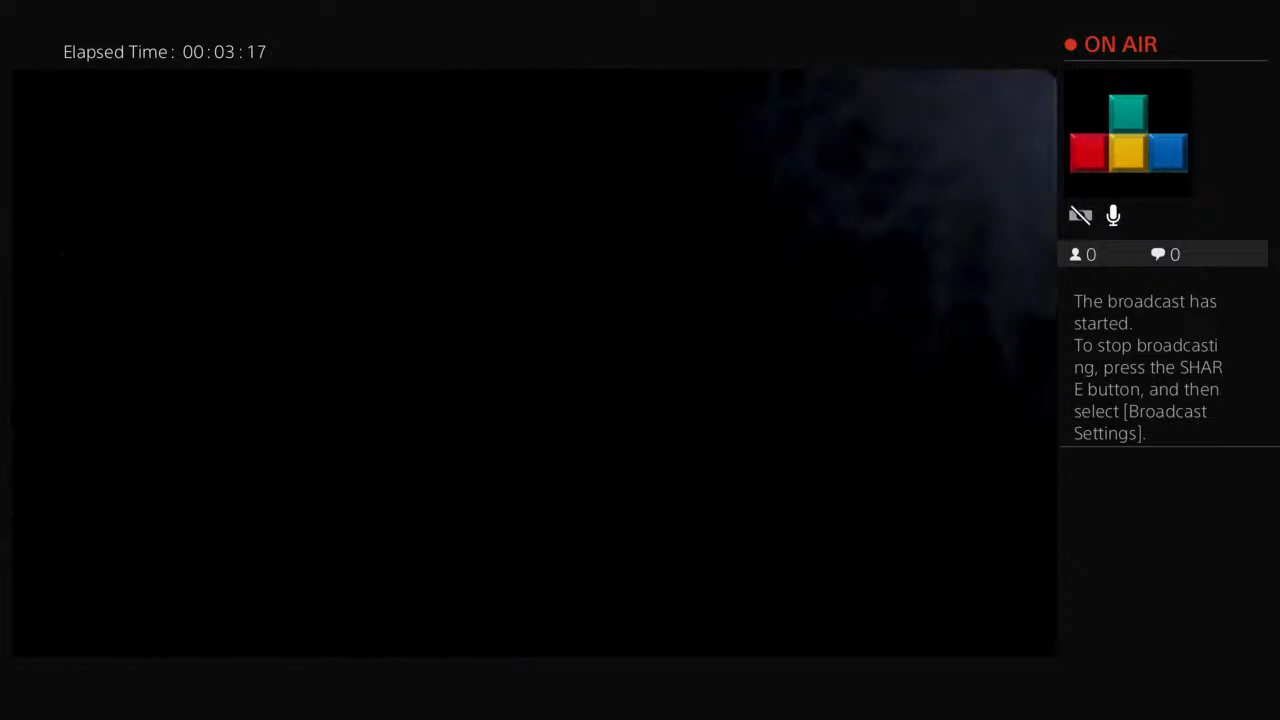 Elapsed Time: 00:03:17
ON AIR
0 0
The broadcast has
started.
To stop broadcasti
ng, press the SHAR
E button, and then
select [Broadcast
Settings].